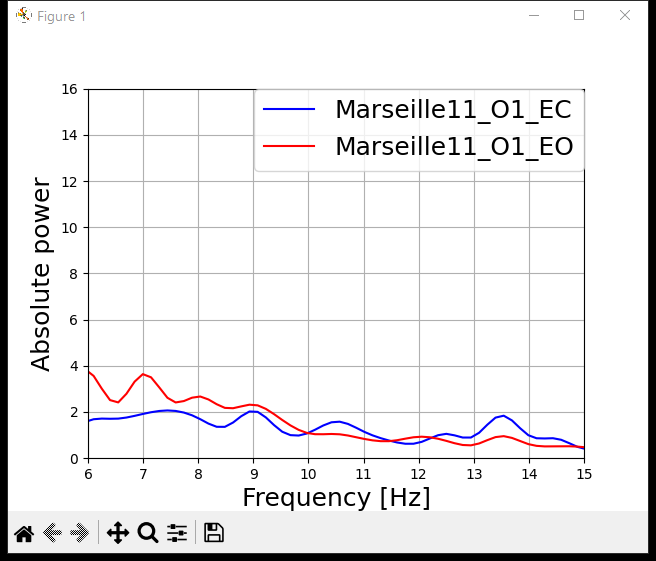 Figure 1
Marseille11_O1_EC
Marseille11_O1_EO
Absolute power
16
14
12
10
8
6
4
2
0
6 7 8 9 10 11 12 13 14 15
Frequency [Hz]